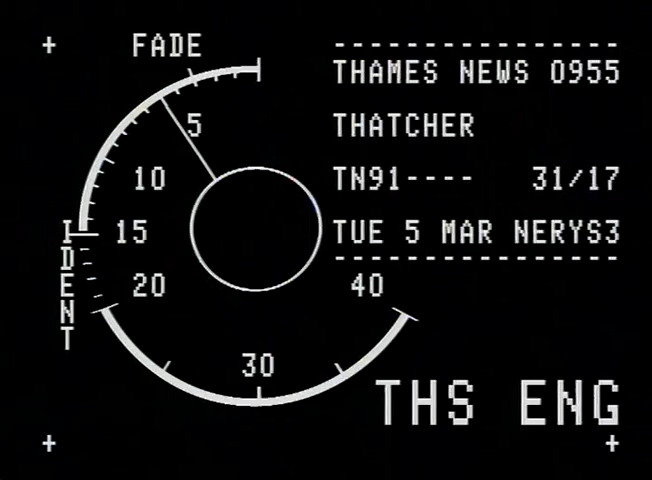 FADE
5
10
15
20
30
40
IDENT
----------------
THAMES NEWS 0955
THATCHER
TN91---- 31/17
TUE 5 MAR NERYS3
----------------
THS ENG